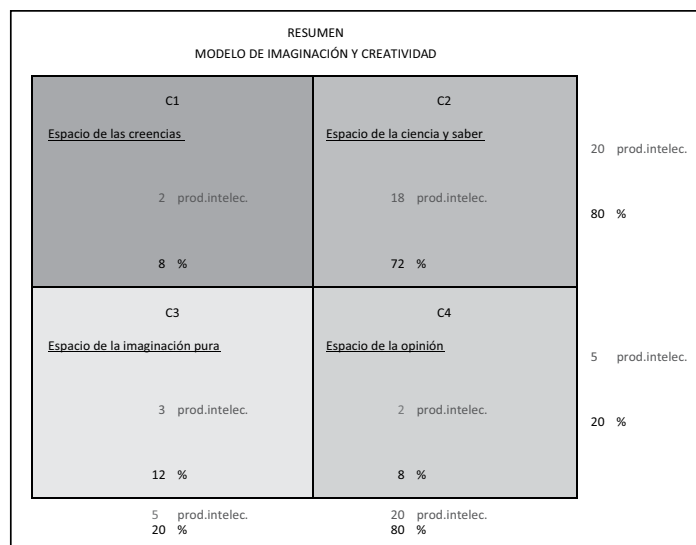 RESUMEN
MODELO DE IMAGINACIÓN Y CREATIVIDAD
C1 C2
Espacio de las creencias Espacio de la ciencia y saber
20 prod.intelec.
2 prod.intelec. 18 prod.intelec.
80 %
8 % 72 %
C3 C4
Espacio de la imaginación pura Espacio de la opinión
5 prod.intelec.
3 prod.intelec. 2 prod.intelec.
20 %
12 % 8 %
5 prod.intelec. 20 prod.intelec.
20 % 80 %